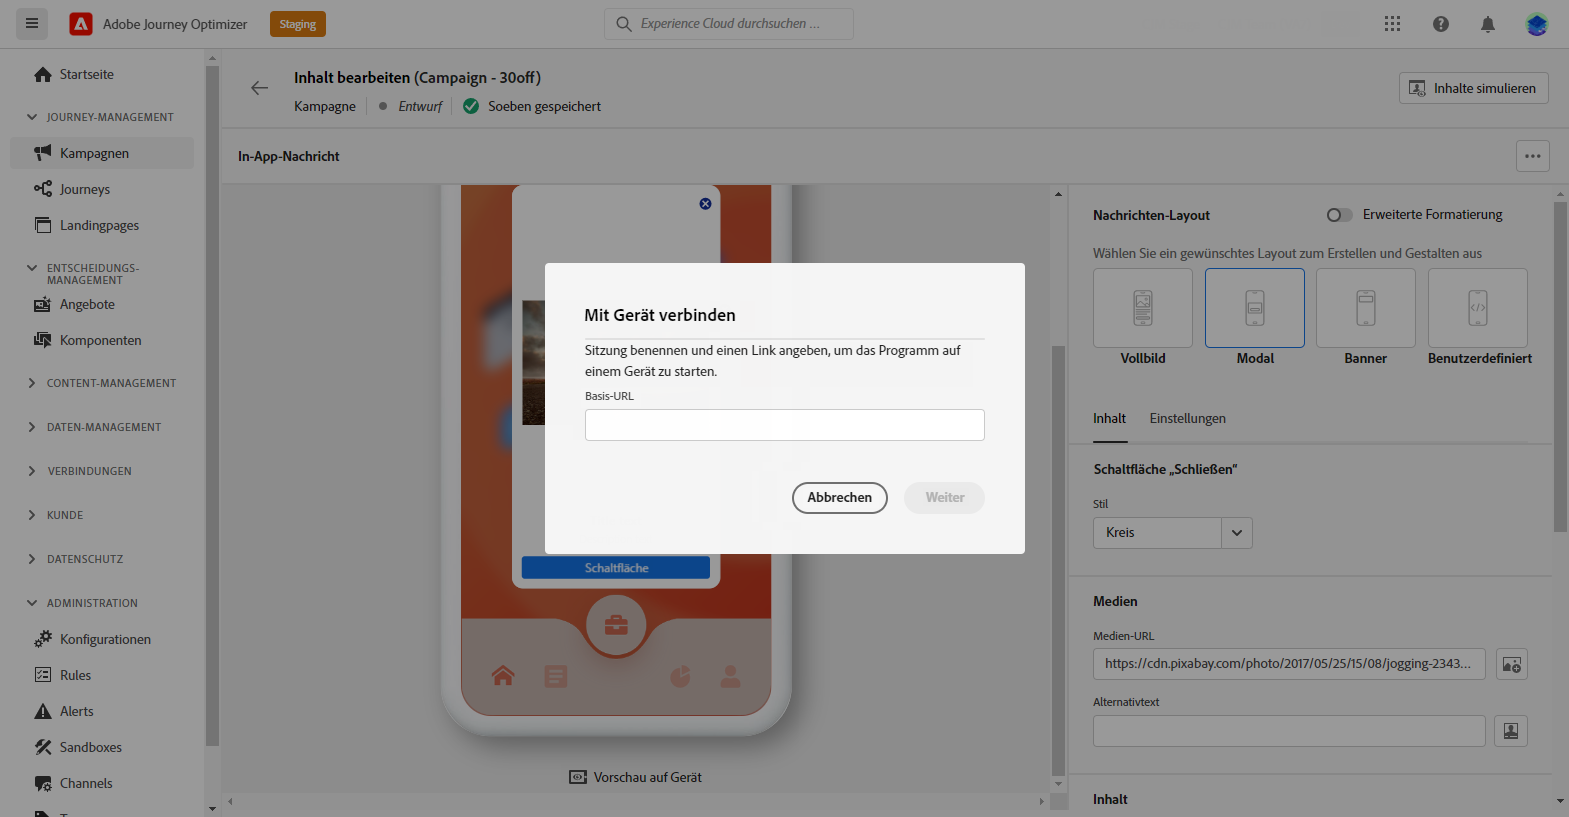 Adobe Journey Optimizer
Staging
Experience Cloud durchsuchen ...
Startseite
JOURNEY-MANAGEMENT
Kampagnen
Journeys
Landingpages
ENTSCHEIDUNGS-
MANAGEMENT
Angebote
Komponenten
CONTENT-MANAGEMENT
DATEN-MANAGEMENT
VERBINDUNGEN
KUNDE
DATENSCHUTZ
ADMINISTRATION
Konfigurationen
Rules
Alerts
Sandboxes
Channels
Inhalt bearbeiten (Campaign - 30off)
Kampagne
Entwurf
Soeben gespeichert
Inhalte simulieren
In-App-Nachricht
Mit Gerät verbinden
Sitzung benennen und einen Link angeben, um das Programm auf
einem Gerät zu starten.
Basis-URL
Abbrechen
Weiter
Schaltfläche
Vorschau auf Gerät
Nachrichten-Layout
Erweiterte Formatierung
Wählen Sie ein gewünschtes Layout zum Erstellen und Gestalten aus
Vollbild
Modal
Banner
Benutzerdefiniert
Inhalt
Einstellungen
Schaltfläche „Schließen“
Stil
Kreis
Medien
Medien-URL
https://cdn.pixabay.com/photo/2017/05/25/15/08/jogging-2343...
Alternativtext
Inhalt